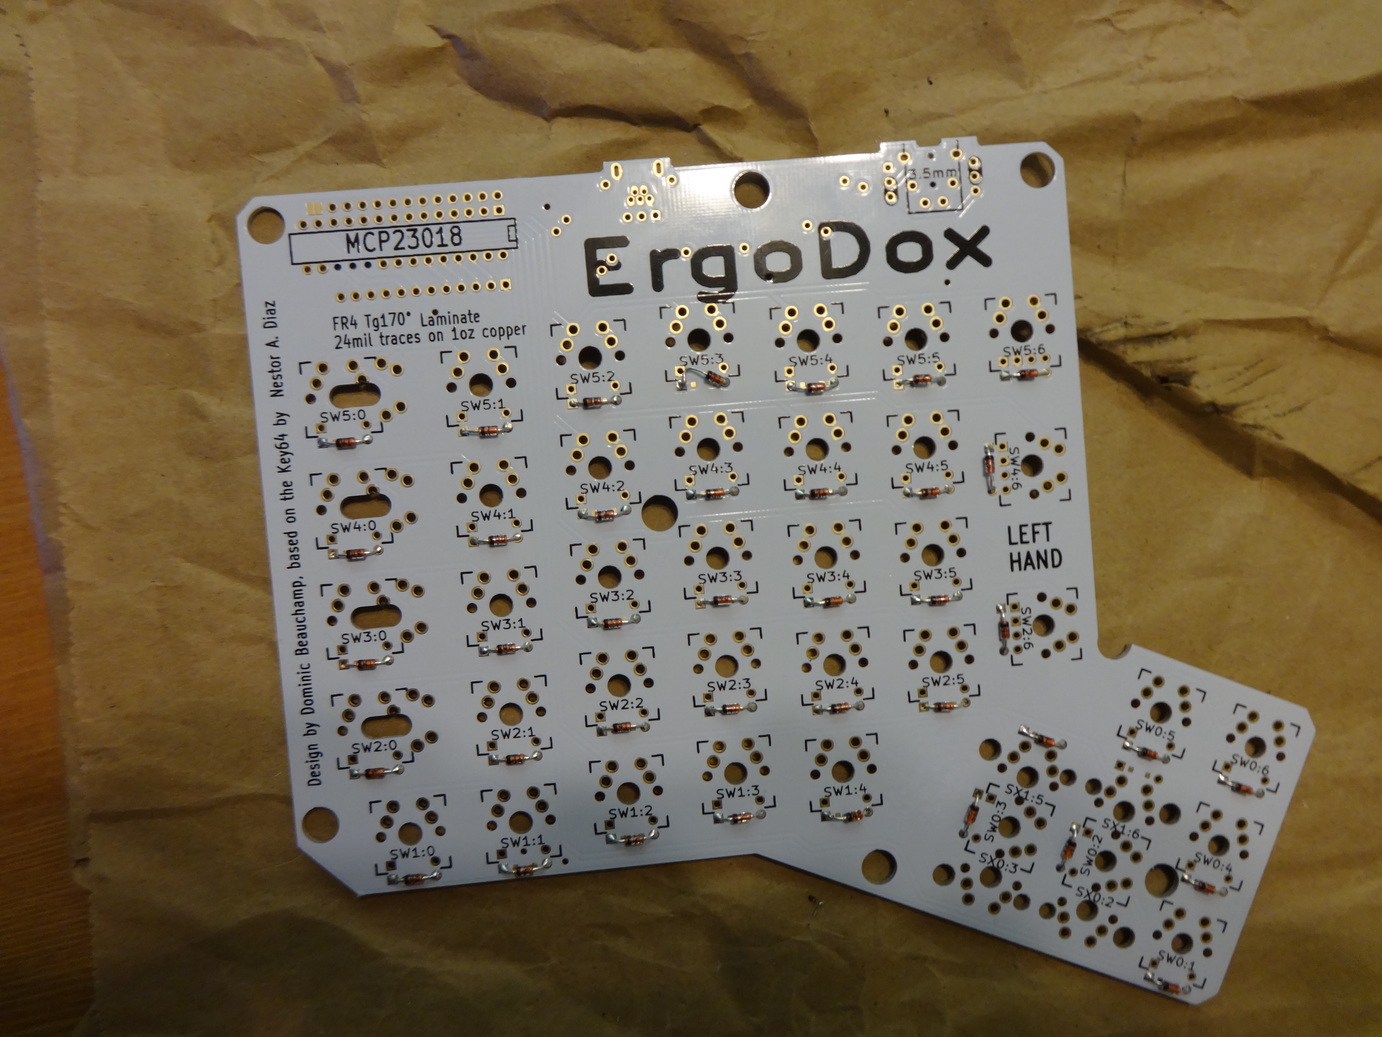 3.5mm
MCP23018
ErgoDox
FR4 Tg170° Laminate
24mil traces on 1oz copper
Design by Dominic Beauchamp, based on the Key64 by Nestor A. Diaz
SW5:0
SW5:1
SW5:2
SW5:3
SW5:4
SW5:5
SW5:6
SW4:0
SW4:1
SW4:2
SW4:3
SW4:4
SW4:5
SW4:6
LEFT
HAND
SW3:0
SW3:1
SW3:2
SW3:3
SW3:4
SW3:5
SW2:0
SW2:1
SW2:2
SW2:3
SW2:4
SW2:5
SW2:6
SW1:0
SW1:1
SW1:2
SW1:3
SW1:4
SW0:5
SW0:6
SX1:5
SW0:3
SX1:6
SW0:2
SW0:4
SX0:3
SX0:2
SW0:1